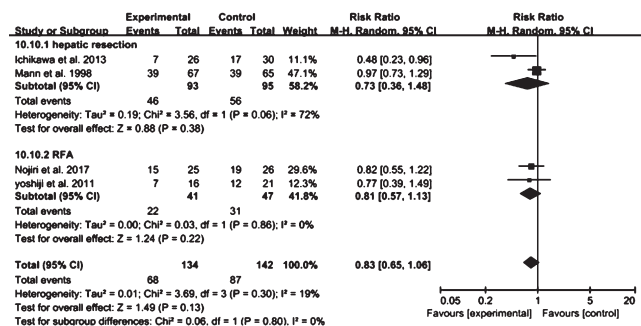 Experimental Control Risk Ratio Risk Ratio
Study or Subgroup Events Total Events Total Weight M-H. Random. 95% CI M-H. Random. 95% CI
10.10.1 hepatic resection
Ichikawa et al. 2013 7 26 17 30 11.1% 0.48 [0.23, 0.96]
Mann et al. 1998 39 67 39 65 47.1% 0.97 [0.73, 1.29]
Subtotal (95% CI) 93 95 58.2% 0.73 [0.36, 1.48]
Total events 46 56
Heterogeneity: Tau² = 0.19; Chi² = 3.56, df = 1 (P = 0.06); I² = 72%
Test for overall effect: Z = 0.88 (P = 0.38)
10.10.2 RFA
Nojiri et al. 2017 15 25 19 26 29.6% 0.82 [0.55, 1.22]
yoshiji et al. 2011 7 16 12 21 12.3% 0.77 [0.39, 1.49]
Subtotal (95% CI) 41 47 41.8% 0.81 [0.57, 1.13]
Total events 22 31
Heterogeneity: Tau² = 0.00; Chi² = 0.03, df = 1 (P = 0.86); I² = 0%
Test for overall effect: Z = 1.24 (P = 0.22)
Total (95% CI) 134 142 100.0% 0.83 [0.65, 1.06]
Total events 68 87
Heterogeneity: Tau² = 0.01; Chi² = 3.69, df = 3 (P = 0.30); I² = 19%
Test for overall effect: Z = 1.49 (P = 0.13)
Test for subgroup differences: Chi² = 0.06, df = 1 (P = 0.80), I² = 0%
0.05 0.2 1 5 20
Favours [experimental] Favours [control]